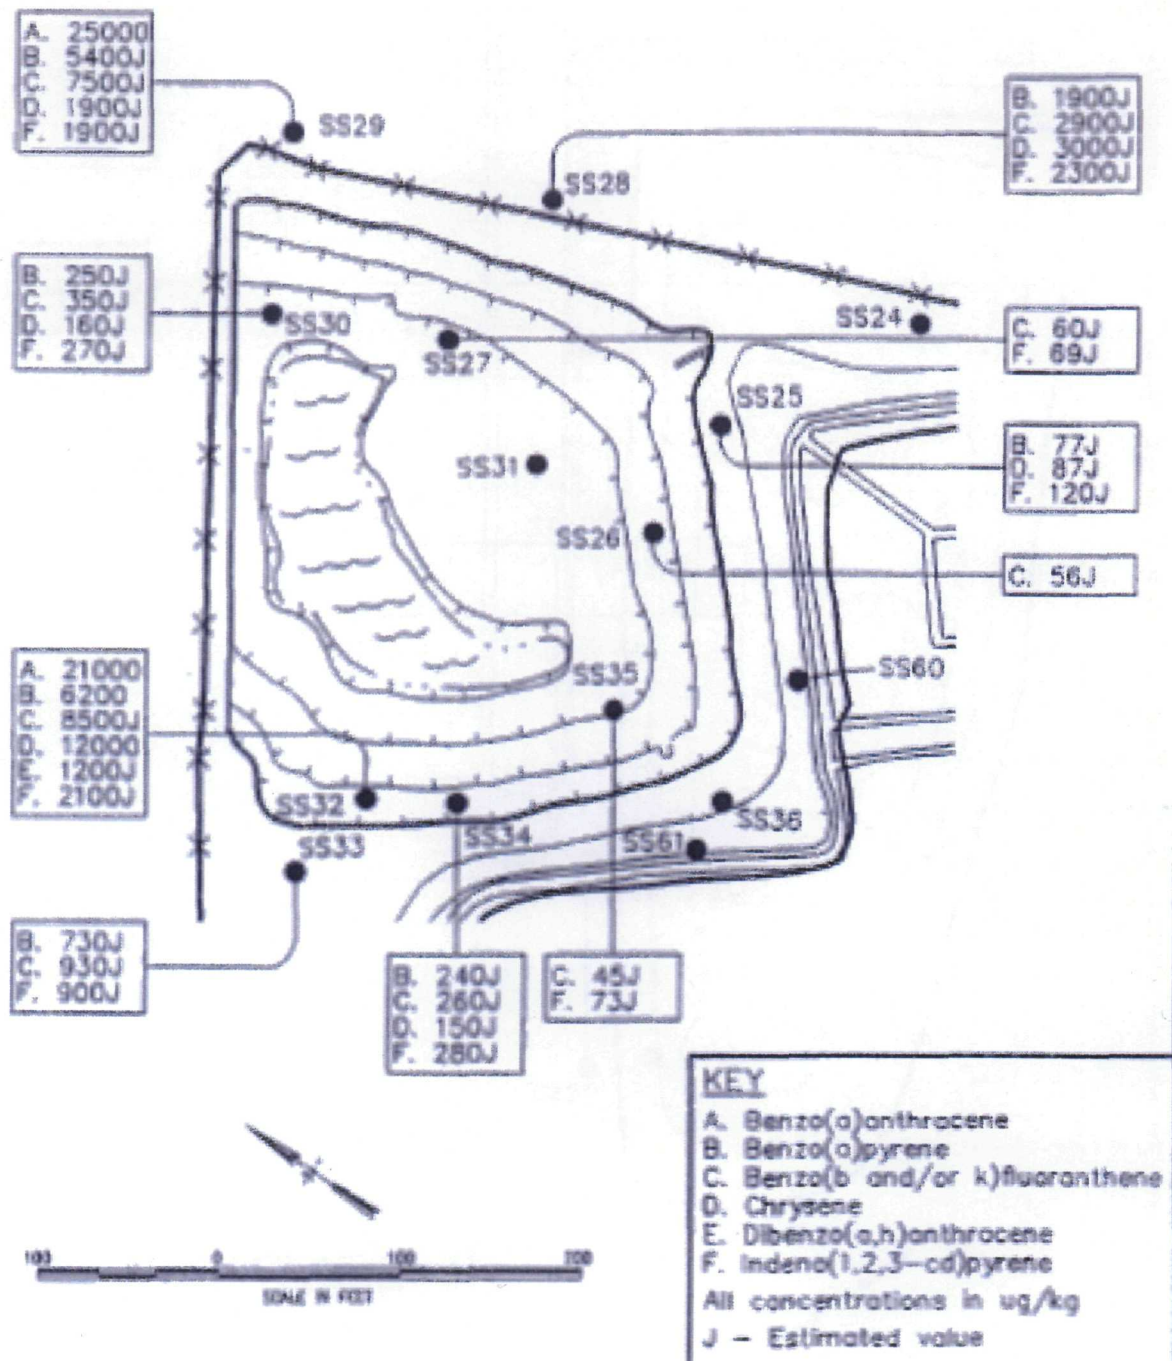 A. 25000
B. 5400J
C. 7500J
D. 1900J
F. 1900J
SS29
B. 1900J
C. 2900J
D. 3000J
F. 2300J
SS28
B. 250J
C. 350J
D. 160J
F. 270J
SS30
SS27
SS24
C. 60J
F. 69J
SS25
B. 77J
D. 87J
F. 120J
SS31
SS26
C. 56J
A. 21000
B. 6200
C. 8500J
D. 12000
E. 1200J
F. 2100J
SS35
SS60
SS32
SS34
SS36
SS33
SS61
B. 730J
C. 930J
F. 900J
B. 240J
C. 260J
D. 150J
F. 280J
C. 45J
F. 73J
KEY
A. Benzo(a)anthracene
B. Benzo(a)pyrene
C. Benzo(b and/or k)fluoranthene
D. Chrysene
E. Dibenzo(a,h)anthracene
F. Indeno(1,2,3-cd)pyrene
All concentrations in ug/kg
J - Estimated value
100 0 100 200
SCALE IN FEET